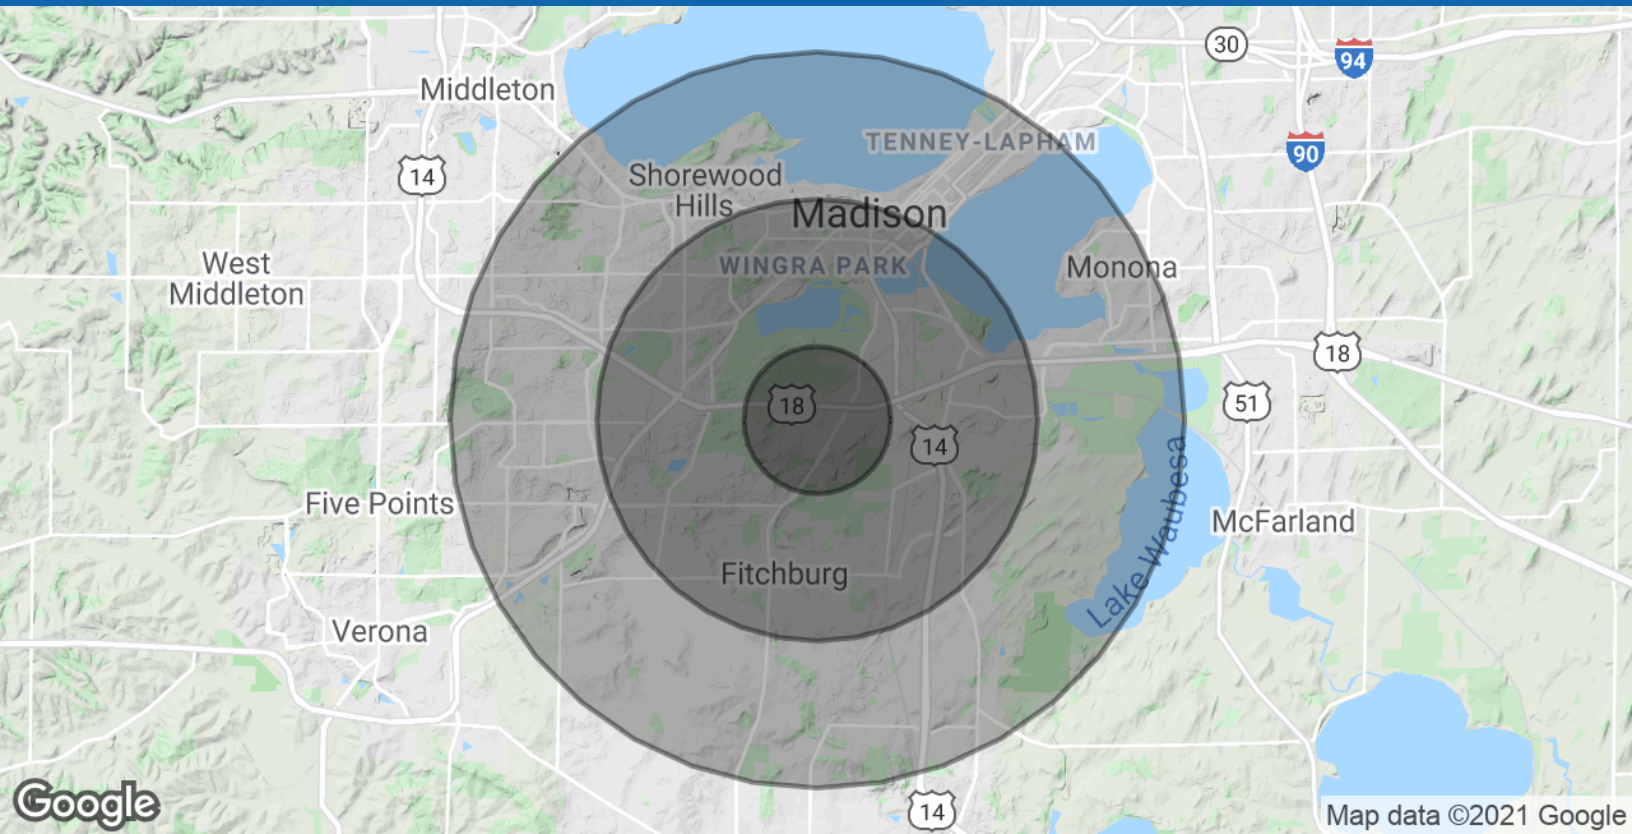 30
94
Middleton
TENNEY-LAPHAM
90
14
Shorewood
Hills
Madison
West
Middleton
WINGRA PARK
Monona
18
18
51
14
Five Points
Lake Waubesa
McFarland
Fitchburg
Verona
14
Google
Map data ©2021 Google